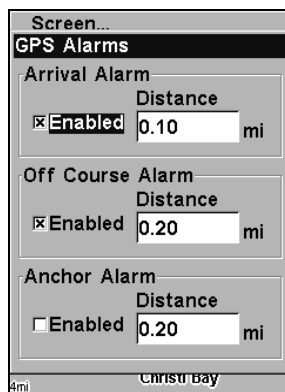 Screen...
GPS Alarms
Arrival Alarm
Distance
Enabled 0.10 mi
Off Course Alarm
Distance
Enabled 0.20 mi
Anchor Alarm
Distance
Enabled 0.20 mi
4mi Christi Bay